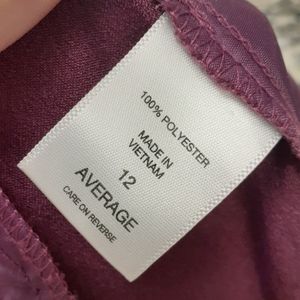 100% POLYESTER
MADE IN
VIETNAM
12
AVERAGE
CARE ON REVERSE